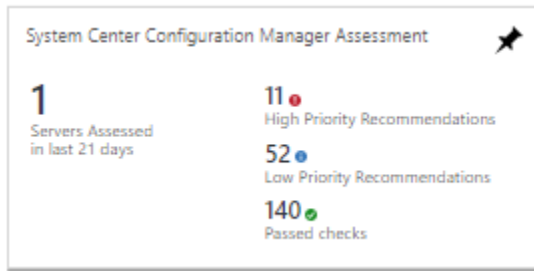 System Center Configuration Manager Assessment
1
Servers Assessed
in last 21 days
11
High Priority Recommendations
52
Low Priority Recommendations
140
Passed checks